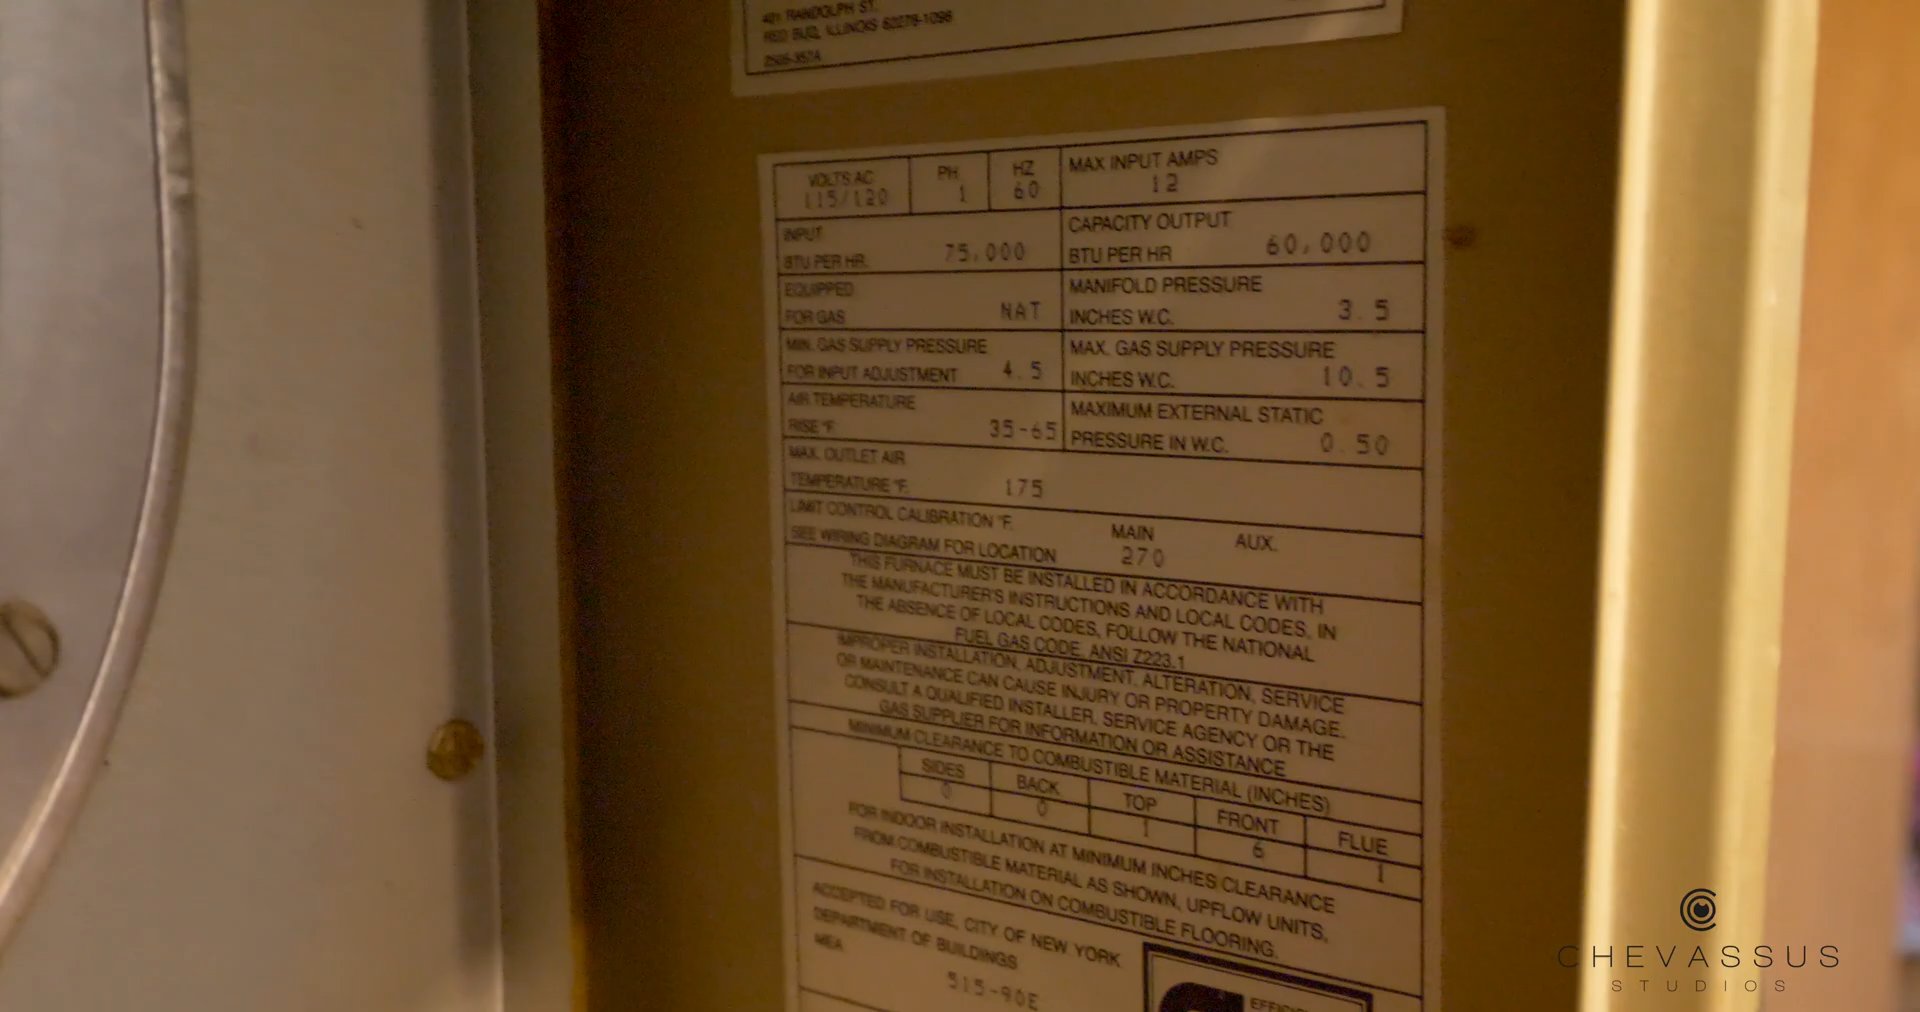 401 RANDOLPH ST.
RED BUD, ILLINOIS 62278-1096
2505-357A
VOLTS AC PH HZ MAX INPUT AMPS
115/120 1 60 12
INPUT
BTU PER HR. 75,000
CAPACITY OUTPUT
BTU PER HR 60,000
EQUIPPED
FOR GAS NAT
MANIFOLD PRESSURE
INCHES W.C. 3.5
MIN. GAS SUPPLY PRESSURE
FOR INPUT ADJUSTMENT 4.5
MAX. GAS SUPPLY PRESSURE
INCHES W.C. 10.5
AIR TEMPERATURE
RISE °F. 35-65
MAXIMUM EXTERNAL STATIC
PRESSURE IN W.C. 0.50
MAX. OUTLET AIR
TEMPERATURE °F. 175
LIMIT CONTROL CALIBRATION °F. MAIN AUX.
SEE WIRING DIAGRAM FOR LOCATION 270
THIS FURNACE MUST BE INSTALLED IN ACCORDANCE WITH
THE MANUFACTURER'S INSTRUCTIONS AND LOCAL CODES, IN
THE ABSENCE OF LOCAL CODES, FOLLOW THE NATIONAL
FUEL GAS CODE, ANSI Z223.1
IMPROPER INSTALLATION, ADJUSTMENT, ALTERATION, SERVICE
OR MAINTENANCE CAN CAUSE INJURY OR PROPERTY DAMAGE.
CONSULT A QUALIFIED INSTALLER, SERVICE AGENCY OR THE
GAS SUPPLIER FOR INFORMATION OR ASSISTANCE
MINIMUM CLEARANCE TO COMBUSTIBLE MATERIAL (INCHES)
SIDES BACK TOP FRONT FLUE
0 0 1 6 1
FOR INDOOR INSTALLATION AT MINIMUM INCHES CLEARANCE
FROM COMBUSTIBLE MATERIAL AS SHOWN, UPFLOW UNITS,
FOR INSTALLATION ON COMBUSTIBLE FLOORING.
ACCEPTED FOR USE, CITY OF NEW YORK
DEPARTMENT OF BUILDINGS
MEA
515-90E
CHEVASSUS
STUDIOS